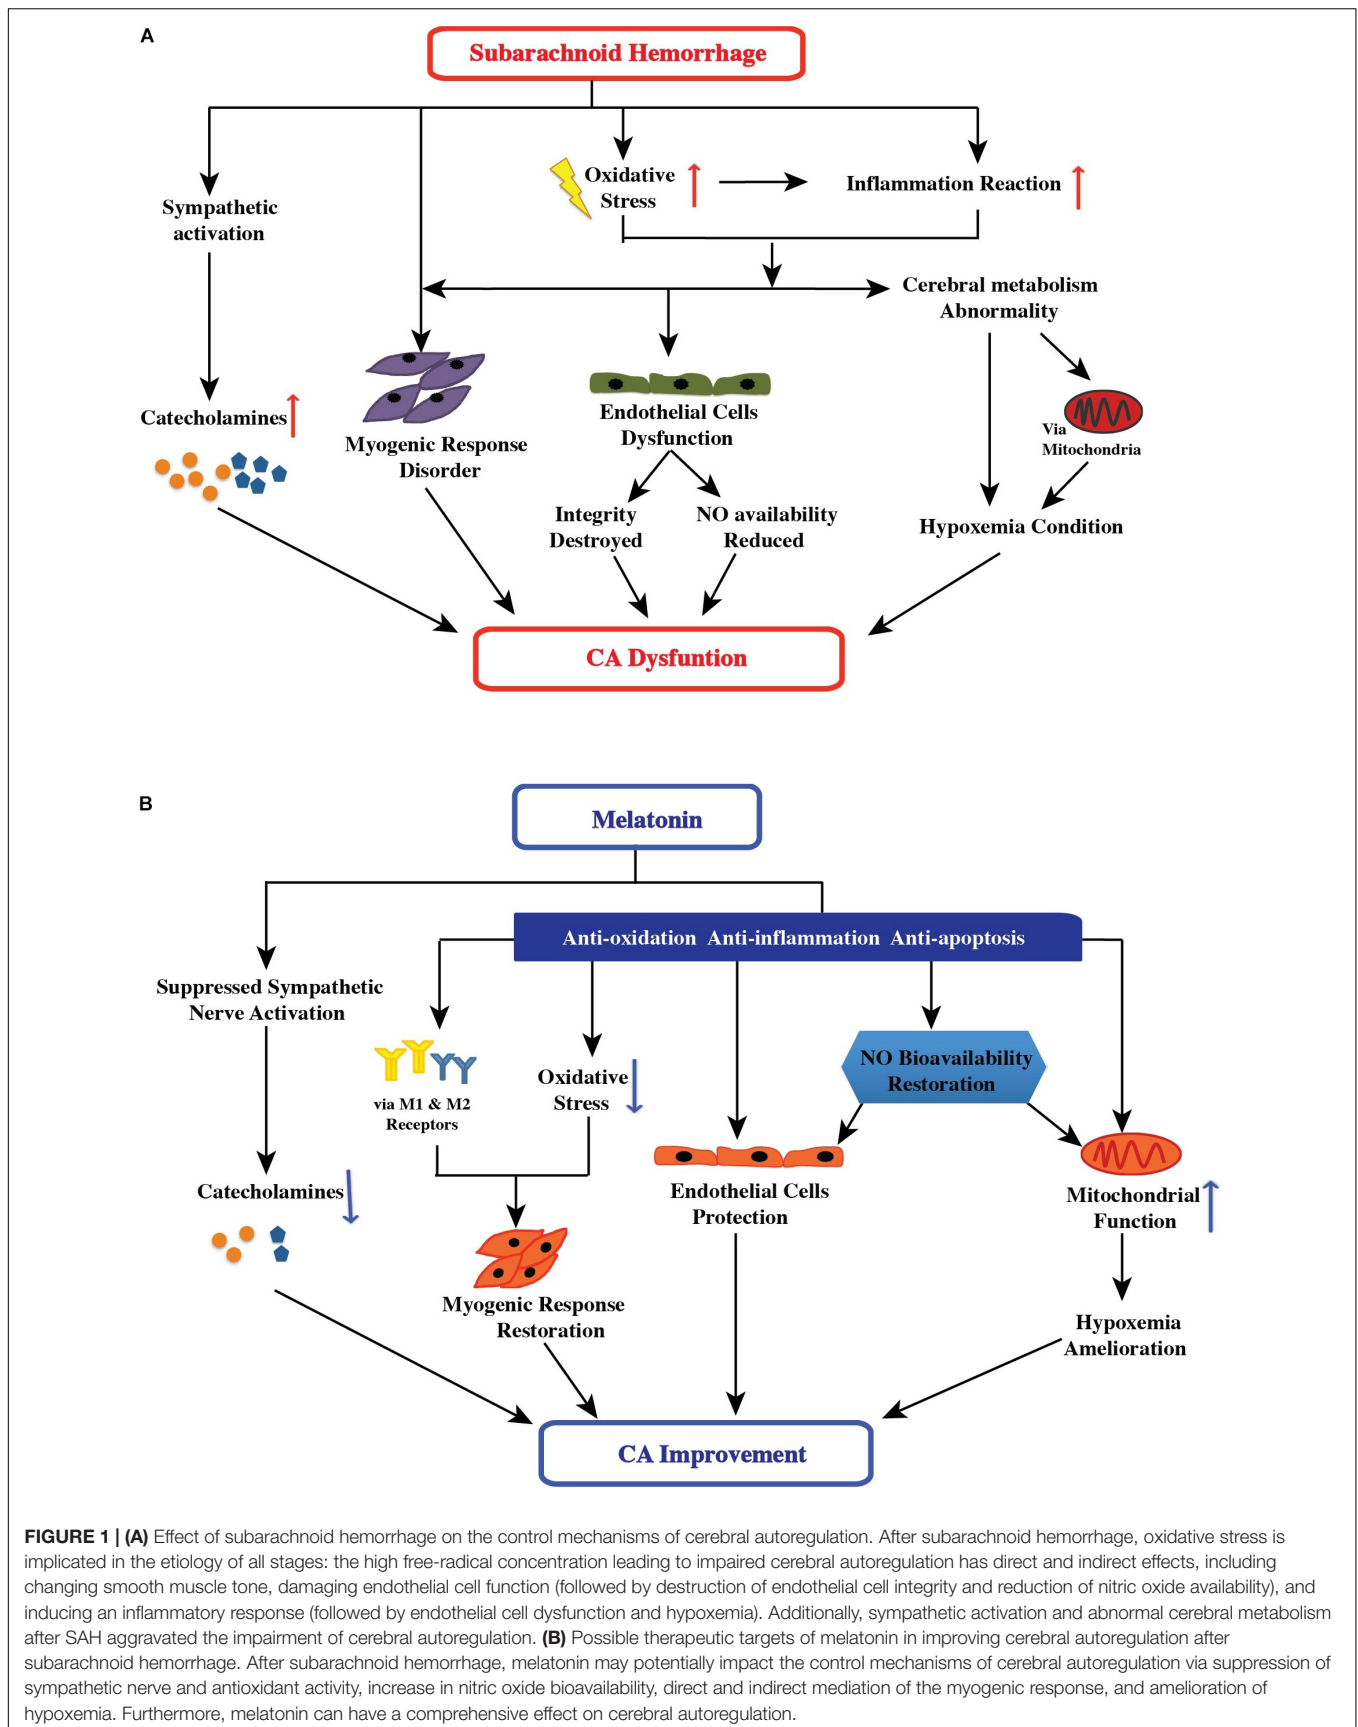 A
Subarachnoid Hemorrhage
Oxidative
Stress
Inflammation Reaction
Sympathetic
activation
Cerebral metabolism
Abnormality
Catecholamines
Myogenic Response
Disorder
Endothelial Cells
Dysfunction
Via
Mitochondria
Integrity
Destroyed
NO availability
Reduced
Hypoxemia Condition
CA Dysfuntion
B
Melatonin
Anti-oxidation Anti-inflammation Anti-apoptosis
Suppressed Sympathetic
Nerve Activation
via M1 & M2
Receptors
Oxidative
Stress
NO Bioavailability
Restoration
Catecholamines
Endothelial Cells
Protection
Mitochondrial
Function
Myogenic Response
Restoration
Hypoxemia
Amelioration
CA Improvement
FIGURE 1 | (A) Effect of subarachnoid hemorrhage on the control mechanisms of cerebral autoregulation. After subarachnoid hemorrhage, oxidative stress is
implicated in the etiology of all stages: the high free-radical concentration leading to impaired cerebral autoregulation has direct and indirect effects, including
changing smooth muscle tone, damaging endothelial cell function (followed by destruction of endothelial cell integrity and reduction of nitric oxide availability), and
inducing an inflammatory response (followed by endothelial cell dysfunction and hypoxemia). Additionally, sympathetic activation and abnormal cerebral metabolism
after SAH aggravated the impairment of cerebral autoregulation. (B) Possible therapeutic targets of melatonin in improving cerebral autoregulation after
subarachnoid hemorrhage. After subarachnoid hemorrhage, melatonin may potentially impact the control mechanisms of cerebral autoregulation via suppression of
sympathetic nerve and antioxidant activity, increase in nitric oxide bioavailability, direct and indirect mediation of the myogenic response, and amelioration of
hypoxemia. Furthermore, melatonin can have a comprehensive effect on cerebral autoregulation.